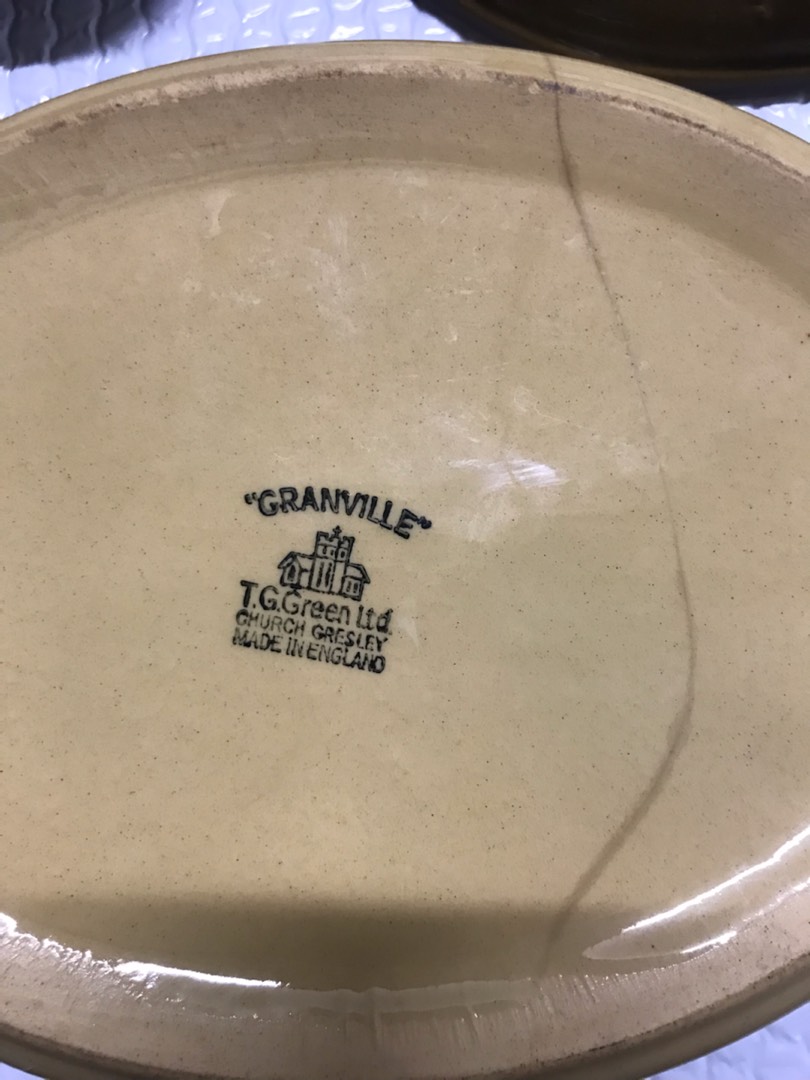 "GRANVILLE"
T.G.Green Ltd.
CHURCH GRESLEY
MADE IN ENGLAND